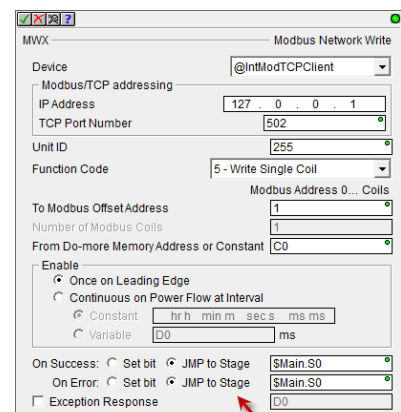 ?
MWX Modbus Network Write
Device @IntModTCPClient
Modbus/TCP addressing
IP Address 127 . 0 . 0 . 1
TCP Port Number 502
Unit ID 255
Function Code 5 - Write Single Coil
Modbus Address 0... Coils
To Modbus Offset Address 1
Number of Modbus Coils 1
From Do-more Memory Address or Constant C0
Enable
Once on Leading Edge
Continuous on Power Flow at Interval
Constant hr h min m sec s ms ms
Variable D0 ms
On Success: Set bit JMP to Stage $Main.S0
On Error: Set bit JMP to Stage $Main.S0
Exception Response D0